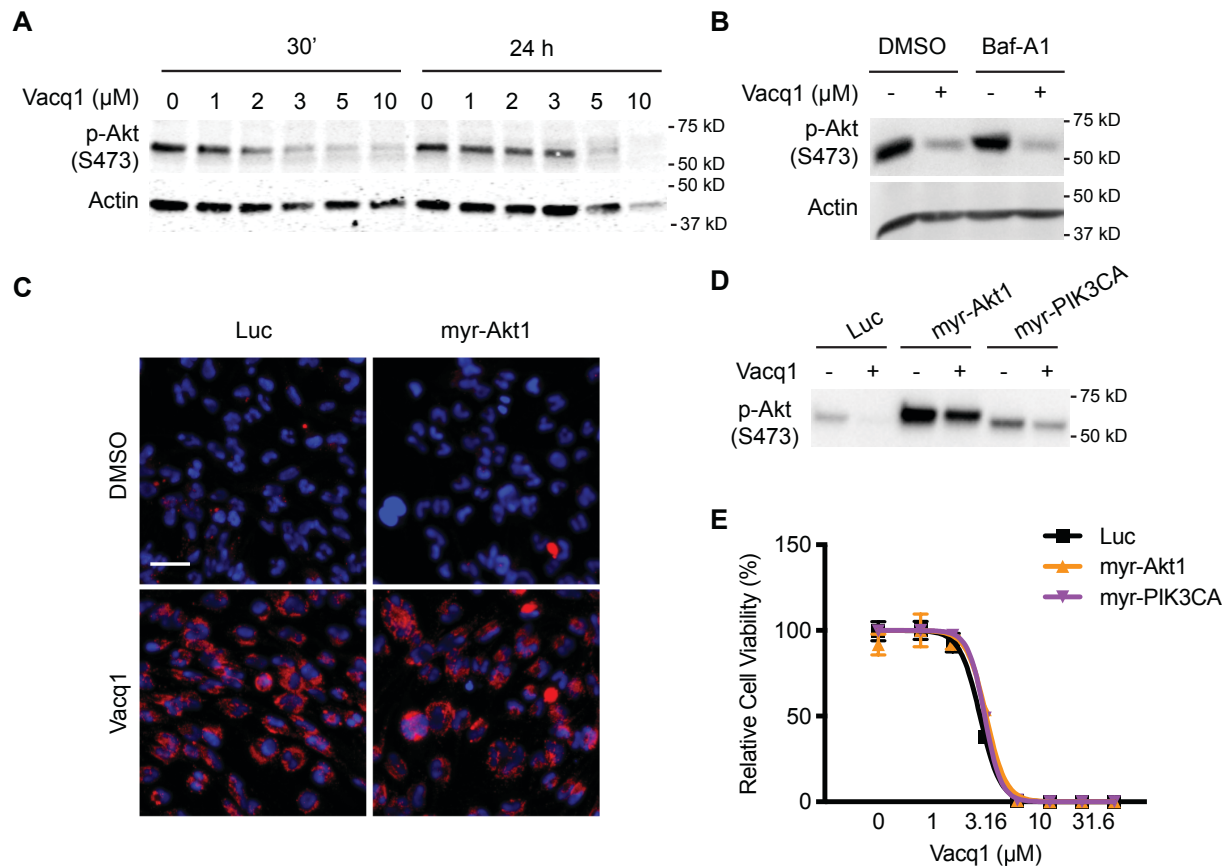 A
30' 24 h
Vacq1 (µM) 0 1 2 3 5 10 0 1 2 3 5 10
p-Akt
(S473)
- 75 kD
50 kD
Actin
- 50 kD
- 37 kD
B
DMSO Baf-A1
Vacq1 (µM) - + - +
p-Akt
(S473)
- 75 kD
- 50 kD
Actin
- 50 kD
- 37 kD
C
Luc myr-Akt1
DMSO
Vacq1
D
Luc myr-Akt1 myr-PIK3CA
Vacq1 - + - + - +
p-Akt
(S473)
- 75 kD
- 50 kD
E
Luc
myr-Akt1
myr-PIK3CA
Relative Cell Viability (%)
150
100
50
0
0 1 3.16 10 31.6
Vacq1 (µM)